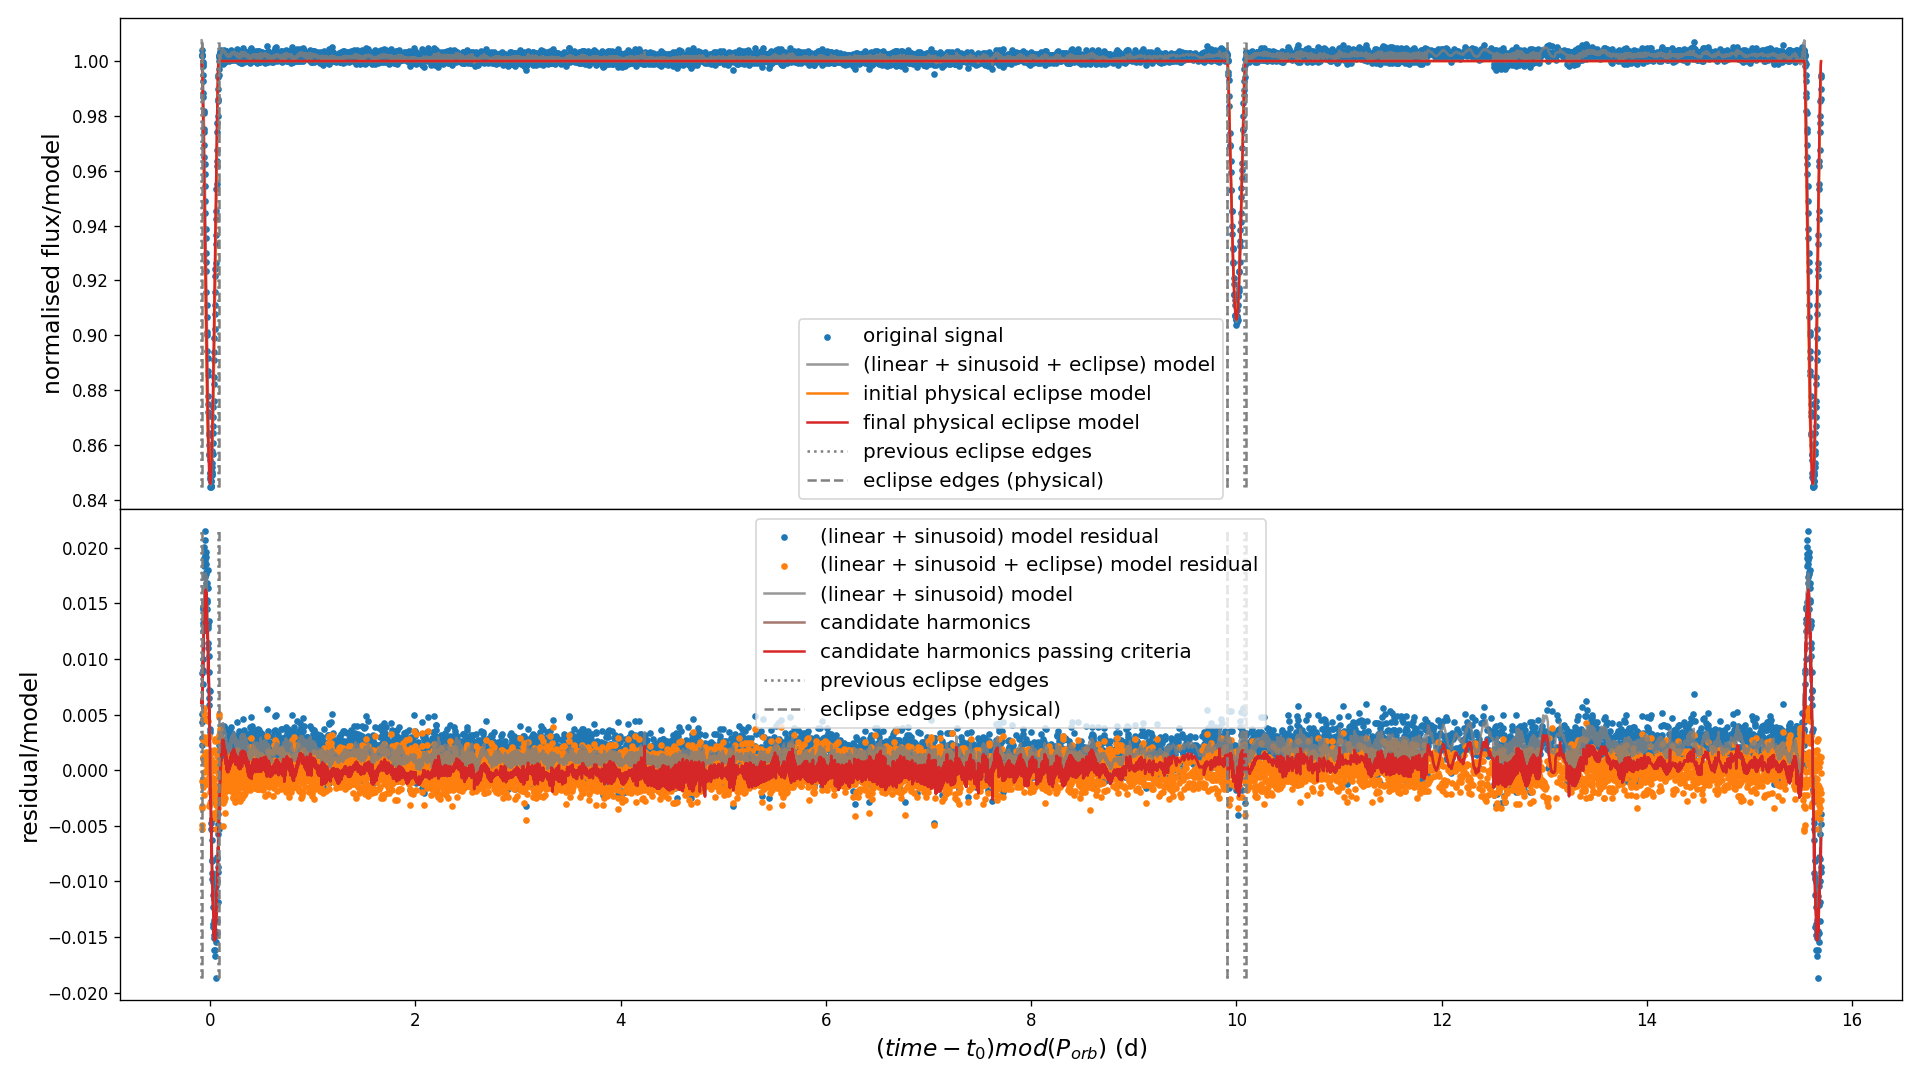 normalised flux/model
1.00
0.98
0.96
0.94
0.92
0.90
0.88
0.86
0.84
original signal
(linear + sinusoid + eclipse) model
initial physical eclipse model
final physical eclipse model
previous eclipse edges
eclipse edges (physical)
residual/model
0.020
0.015
0.010
0.005
0.000
−0.005
−0.010
−0.015
−0.020
(linear + sinusoid) model residual
(linear + sinusoid + eclipse) model residual
(linear + sinusoid) model
candidate harmonics
candidate harmonics passing criteria
previous eclipse edges
eclipse edges (physical)
0 2 4 6 8 10 12 14 16
(time − t₀)mod(P_orb) (d)